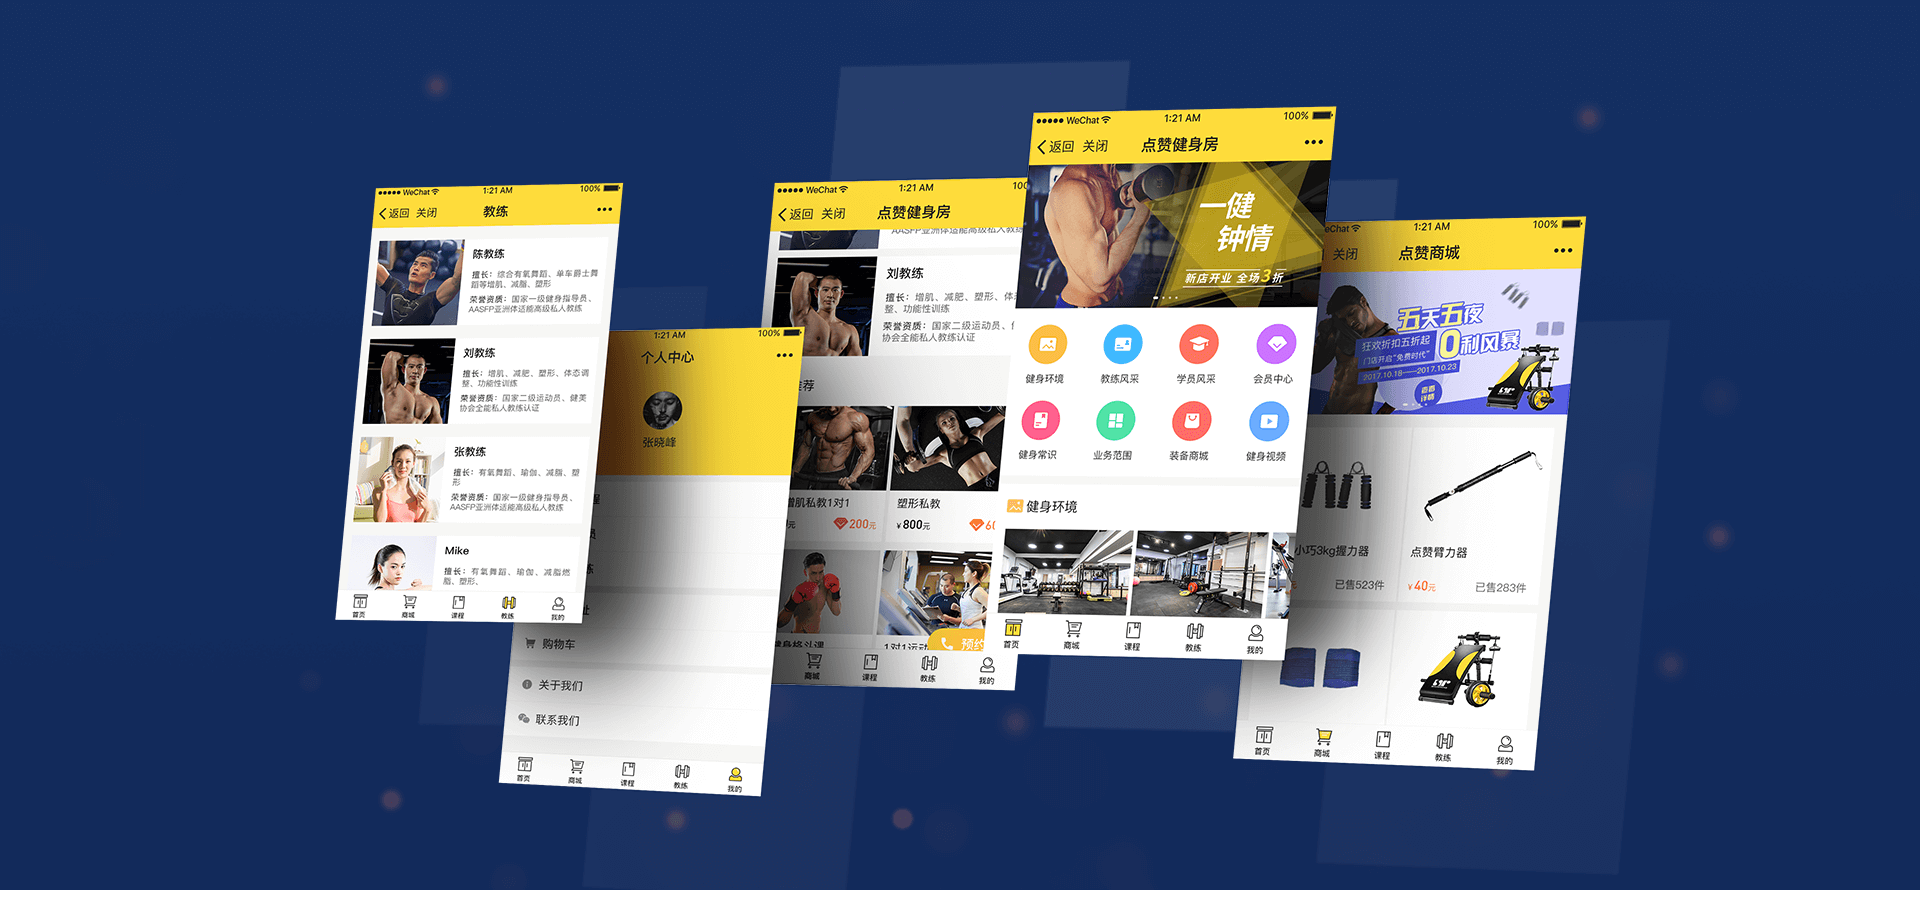 WeChat 1:21 AM 100%
返回 关闭 教练
陈教练
擅长：综合有氧舞蹈、单车爵士舞
蹈等增肌、减脂、塑形
荣誉资质：国家一级健身指导员、
AASFP亚洲体适能高级私人教练
刘教练
擅长：增肌、减肥、塑形、体态调
整、功能性训练
荣誉资质：国家二级运动员、健美
协会全能私人教练认证
张教练
擅长：有氧舞蹈、瑜伽、减脂、塑
形
荣誉资质：国家一级健身指导员、
AASFP亚洲体适能高级私人教练
Mike
擅长：有氧舞蹈、瑜伽、减脂燃
脂、塑形、
首页 商城 课程 教练 我的
1:21 AM 100%
个人中心
张晓峰
购物车
关于我们
联系我们
首页 商城 课程 教练 我的
WeChat 1:21 AM 100
返回 关闭 点赞健身房
AASFP亚洲体适能高级私人教练
刘教练
擅长：增肌、减肥、塑形、体
整、功能性训练
荣誉资质：国家二级运动员、
协会全能私人教练认证
推荐
增肌私教1对1
元 200元
塑形私教
¥800元 60
健身格斗课
1对1运动
预约
商城 课程 教练 我的
WeChat 1:21 AM 100%
返回 关闭 点赞健身房
一健
钟情
新店开业 全场3折
健身环境 教练风采 学员风采 会员中心
健身常识 业务范围 装备商城 健身视频
健身环境
首页 商城 课程 教练 我的
Chat 1:21 AM 100%
关闭 点赞商城
五天五夜
狂欢折扣五折起 0利风暴
门店开启“免费时代”
2017.10.18——2017.10.23
查看
详情
小巧3kg握力器
已售523件
点赞臂力器
¥40元 已售283件
首页 商城 课程 教练 我的